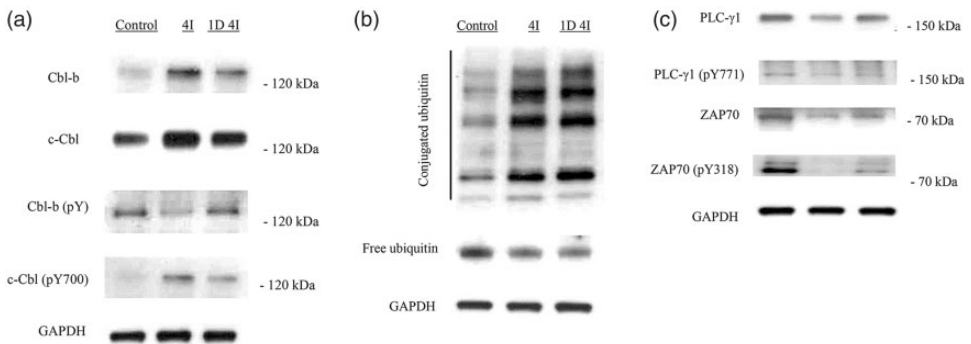 (a)
Control 4I 1D 4I
Cbl-b
- 120 kDa
c-Cbl
- 120 kDa
Cbl-b (pY)
- 120 kDa
c-Cbl (pY700)
- 120 kDa
GAPDH
(b)
Control 4I 1D 4I
Conjugated ubiquitin
Free ubiquitin
GAPDH
(c)
PLC-γ1
- 150 kDa
PLC-γ1 (pY771)
- 150 kDa
ZAP70
- 70 kDa
ZAP70 (pY318)
- 70 kDa
GAPDH